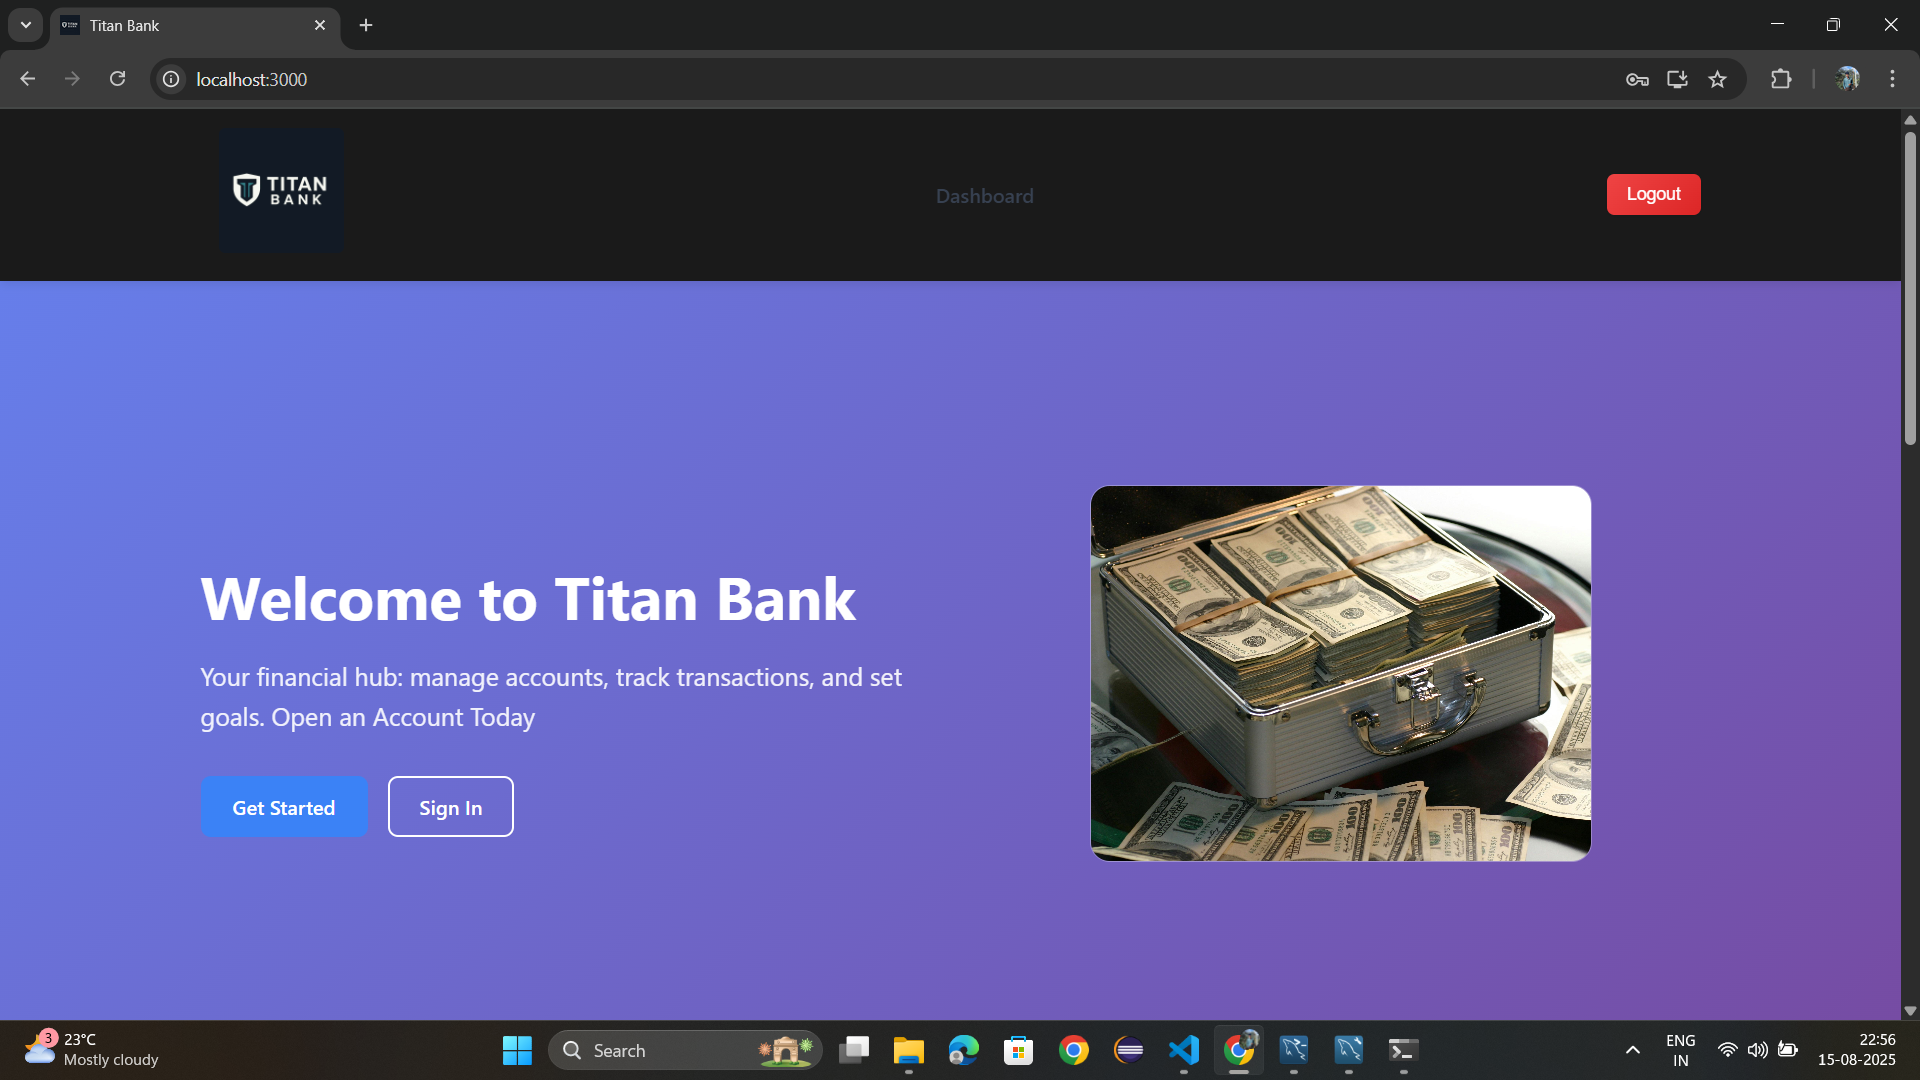 Titan Bank
localhost:3000
TITAN
BANK
Dashboard
Logout
Welcome to Titan Bank
Your financial hub: manage accounts, track transactions, and set
goals. Open an Account Today
Get Started
Sign In
3
23°C
Mostly cloudy
Search
ENG
IN
22:56
15-08-2025